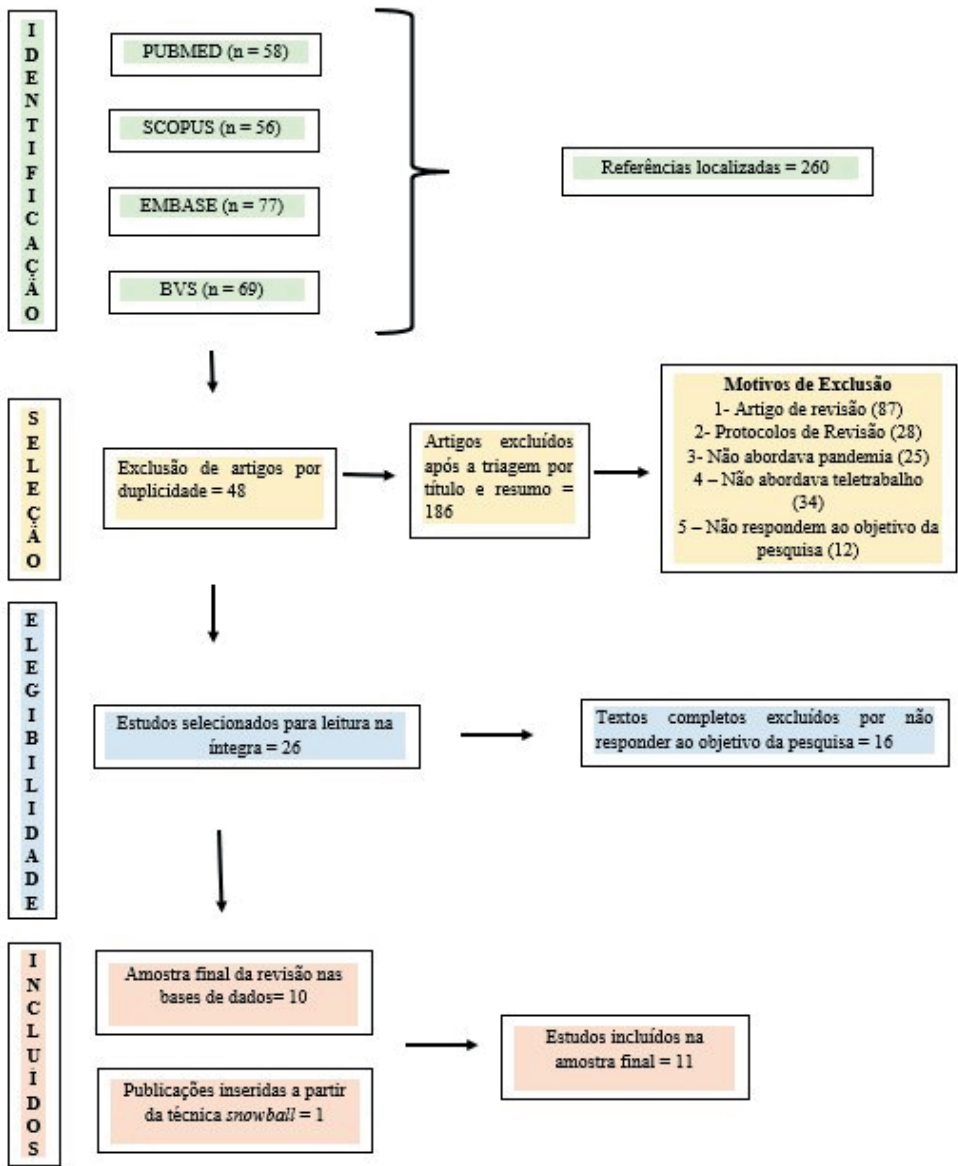 IDENTIFICAÇÃO
PUBMED (n = 58)
SCOPUS (n = 56)
EMBASE (n = 77)
BVS (n = 69)
Referências localizadas = 260
SELEÇÃO
Exclusão de artigos por
duplicidade = 48
Artigos excluídos
após a triagem por
título e resumo =
186
Motivos de Exclusão
1- Artigo de revisão (87)
2- Protocolos de Revisão (28)
3- Não abordava pandemia (25)
4 – Não abordava teletrabalho
(34)
5 – Não respondem ao objetivo da
pesquisa (12)
ELEGIBILIDADE
Estudos selecionados para leitura na
íntegra = 26
Textos completos excluídos por não
responder ao objetivo da pesquisa = 16
INCLUÍDOS
Amostra final da revisão nas
bases de dados= 10
Publicações inseridas a partir
da técnica snowball = 1
Estudos incluídos na
amostra final = 11